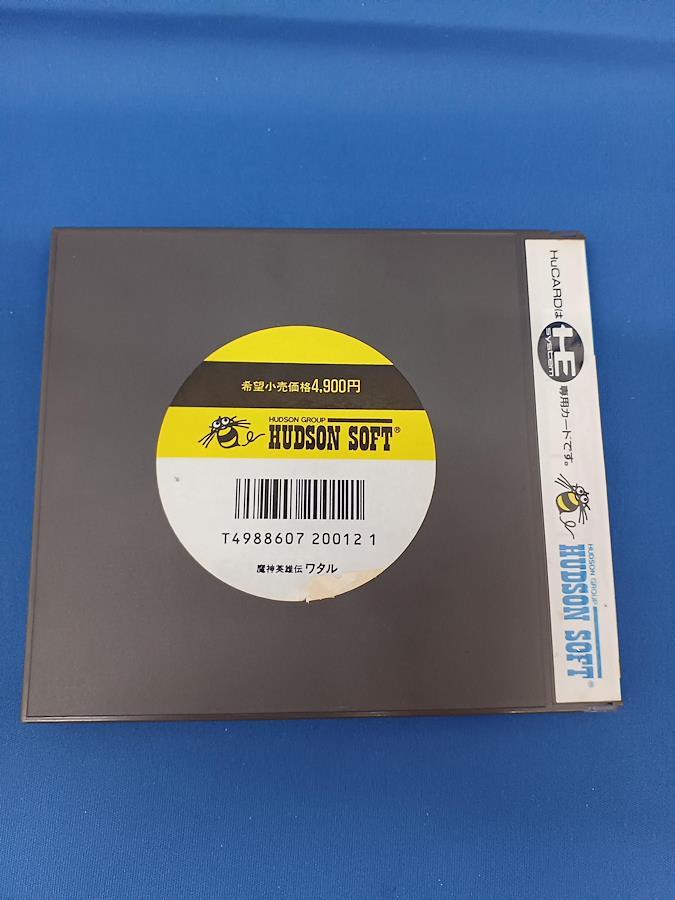 希望小売価格4,900円
HUDSON GROUP
HUDSON SOFT®
T4988607 20012 1
魔神英雄伝 ワタル
HuCARDは HE system 専用カードです。
HUDSON GROUP
HUDSON SOFT®